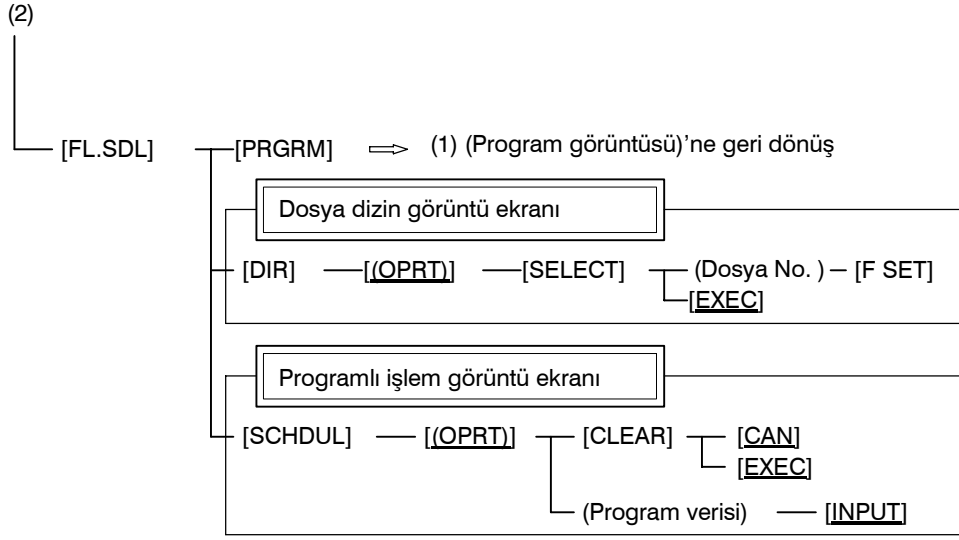 (2)
[FL.SDL] [PRGRM] (1) (Program görüntüsü)’ne geri dönüş
Dosya dizin görüntü ekranı
[DIR] [(OPRT)] [SELECT] (Dosya No. ) [F SET]
[EXEC]
Programlı işlem görüntü ekranı
[SCHDUL] [(OPRT)] [CLEAR] [CAN]
[EXEC]
(Program verisi) [INPUT]